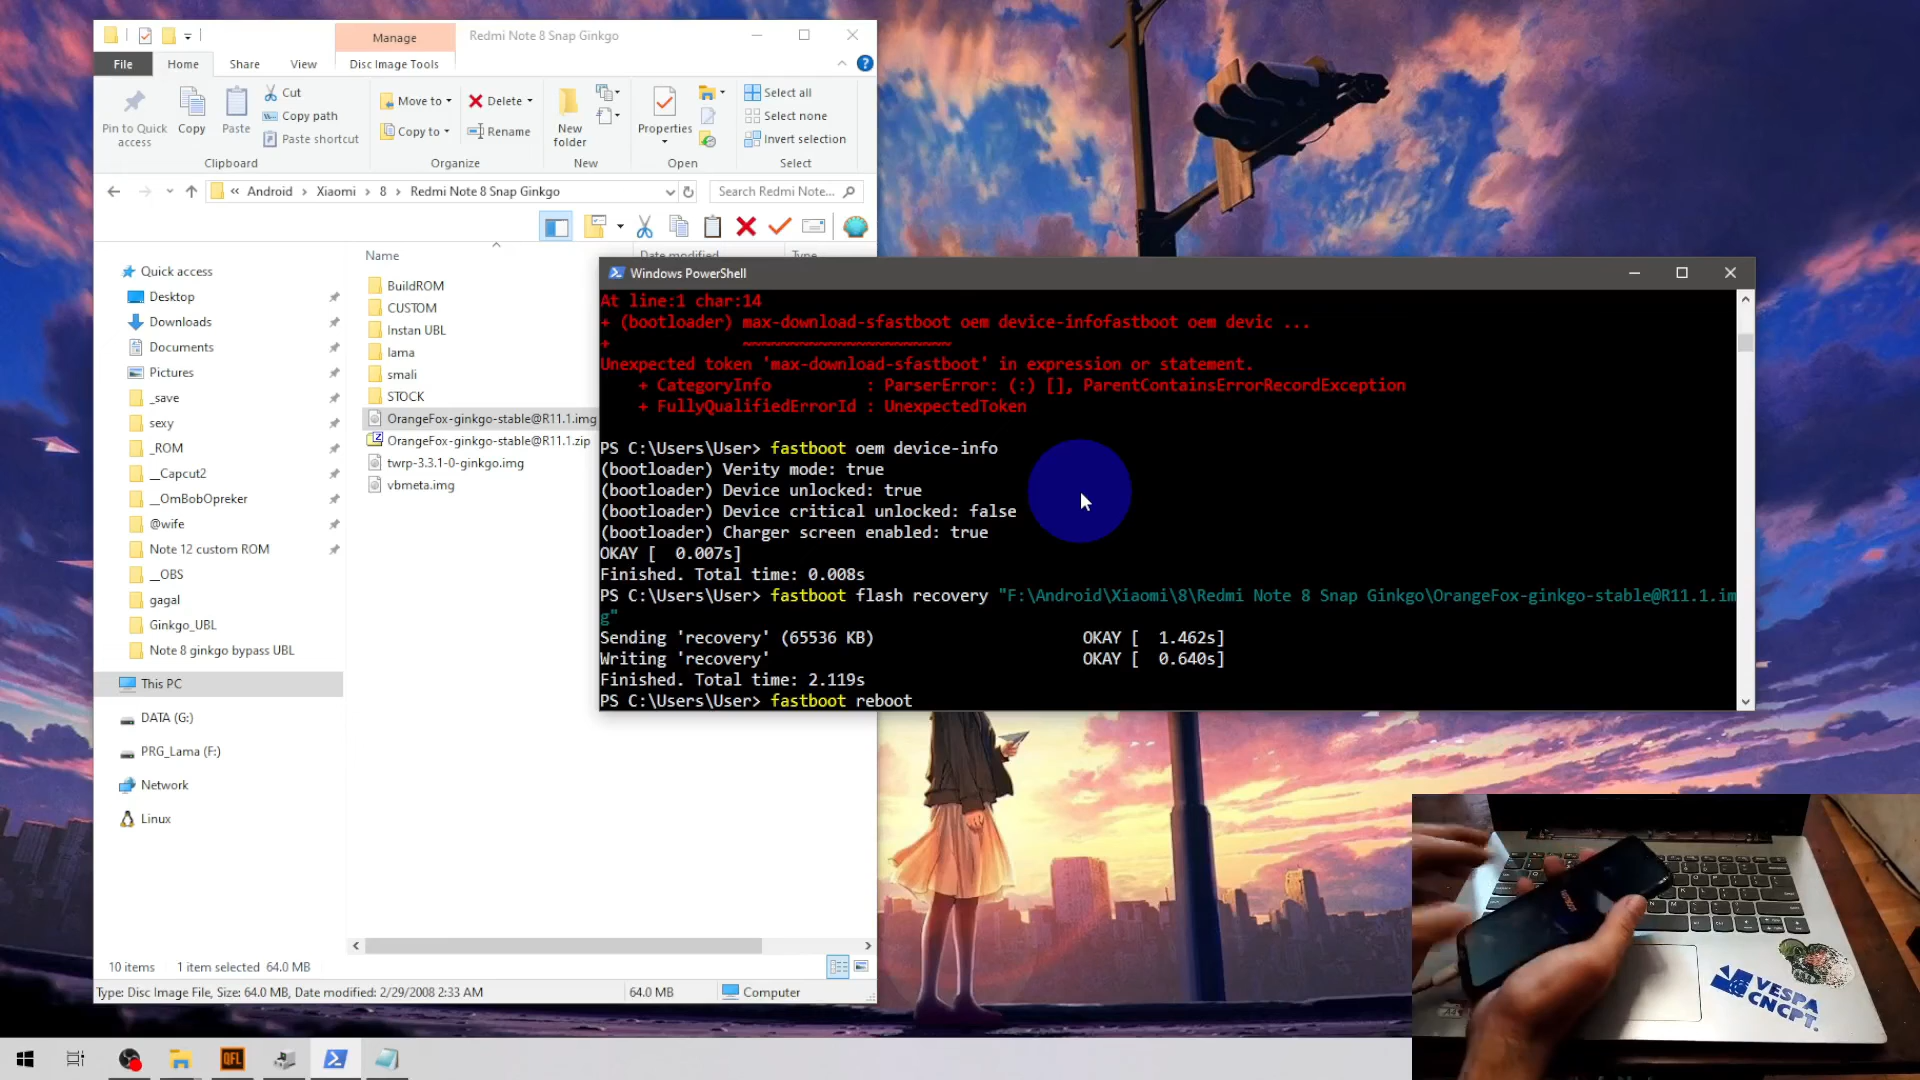 Manage
Redmi Note 8 Snap Ginkgo
File
Home
Share
View
Disc Image Tools
Pin to Quick access
Copy
Paste
Cut
Copy path
Paste shortcut
Clipboard
Move to
Copy to
Delete
Rename
Organize
New folder
New
Properties
Open
Select all
Select none
Invert selection
Select
« Android > Xiaomi > 8 > Redmi Note 8 Snap Ginkgo
Search Redmi Note...
Name
Date modified
Type
Quick access
Desktop
Downloads
Documents
Pictures
_save
sexy
_ROM
_Capcut2
_OmBobOpreker
@wife
Note 12 custom ROM
__OBS
gagal
Ginkgo_UBL
Note 8 ginkgo bypass UBL
This PC
DATA (G:)
PRG_Lama (F:)
Network
Linux
BuildROM
CUSTOM
Instan UBL
lama
smali
STOCK
OrangeFox-ginkgo-stable@R11.1.img
OrangeFox-ginkgo-stable@R11.1.zip
twrp-3.3.1-0-ginkgo.img
vbmeta.img
10 items
1 item selected 64.0 MB
Type: Disc Image File, Size: 64.0 MB, Date modified: 2/29/2008 2:33 AM
64.0 MB
Computer
Windows PowerShell
At line:1 char:14
+ (bootloader) max-download-sfastboot oem device-infofastboot oem devic ...
+ ~~~~~~~~~~~~~~~~~~~~~~
Unexpected token 'max-download-sfastboot' in expression or statement.
+ CategoryInfo : ParserError: (:) [], ParentContainsErrorRecordException
+ FullyQualifiedErrorId : UnexpectedToken
PS C:\Users\User> fastboot oem device-info
(bootloader) Verity mode: true
(bootloader) Device unlocked: true
(bootloader) Device critical unlocked: false
(bootloader) Charger screen enabled: true
OKAY [ 0.007s]
Finished. Total time: 0.008s
PS C:\Users\User> fastboot flash recovery "F:\Android\Xiaomi\8\Redmi Note 8 Snap Ginkgo\OrangeFox-ginkgo-stable@R11.1.im
g"
Sending 'recovery' (65536 KB) OKAY [ 1.462s]
Writing 'recovery' OKAY [ 0.640s]
Finished. Total time: 2.119s
PS C:\Users\User> fastboot reboot
QFL
VESPA
CNCPT.